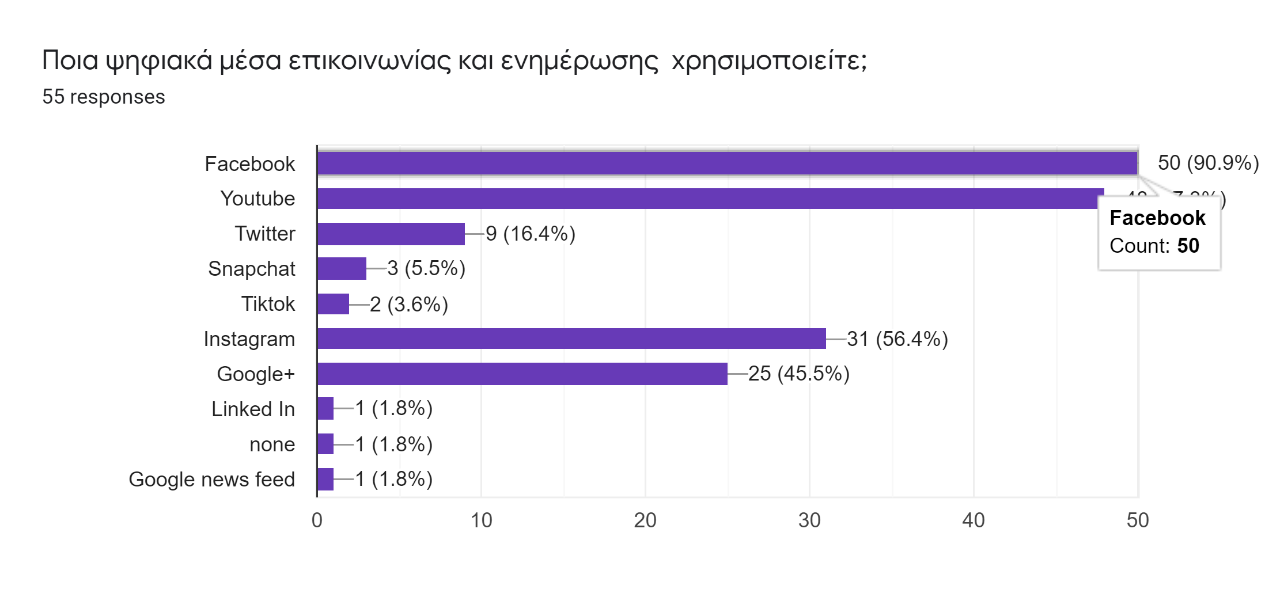 Ποια ψηφιακά μέσα επικοινωνίας και ενημέρωσης χρησιμοποιείτε;
55 responses
Facebook 50 (90.9%)
Youtube
Twitter 9 (16.4%)
Facebook
Count: 50
Snapchat 3 (5.5%)
Tiktok 2 (3.6%)
Instagram 31 (56.4%)
Google+ 25 (45.5%)
Linked In 1 (1.8%)
none 1 (1.8%)
Google news feed 1 (1.8%)
0 10 20 30 40 50